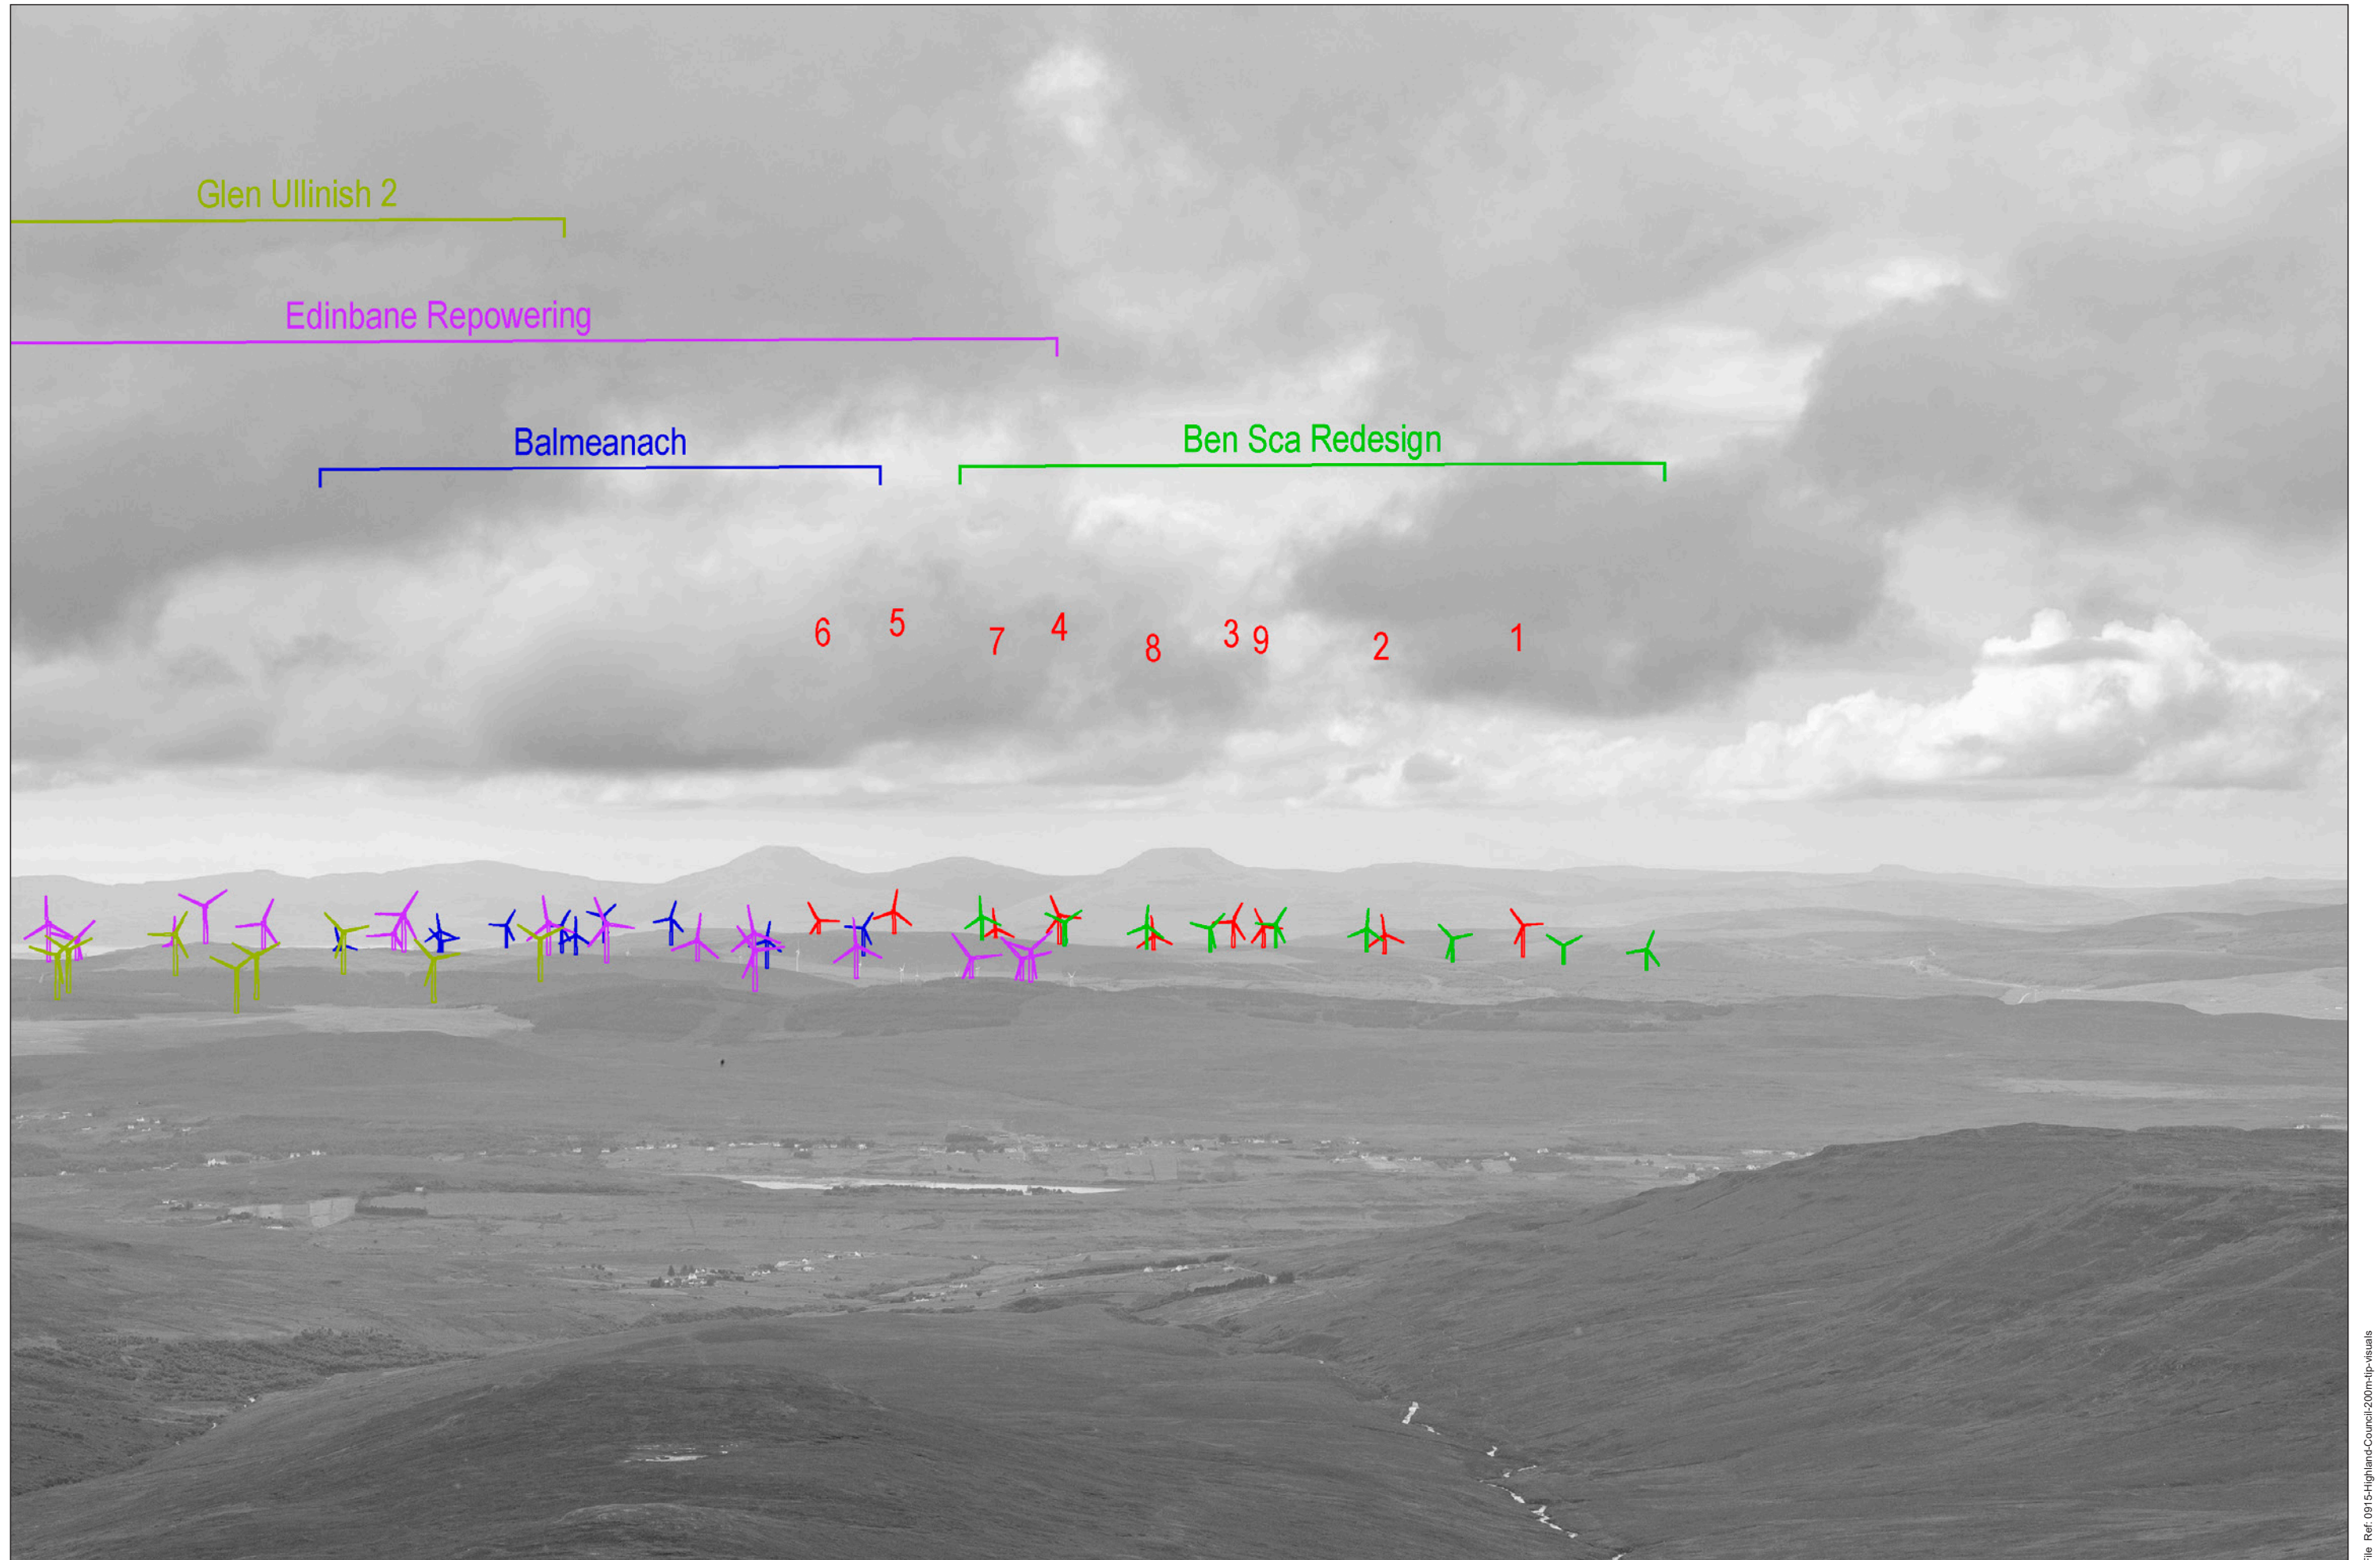 Glen Ullinish 2
Edinbane Repowering
Balmeanach
Ben Sca Redesign
6 5 7 4 8 3 9 2 1
Ref: 0915-Highland-Council-200m-tip-visuals